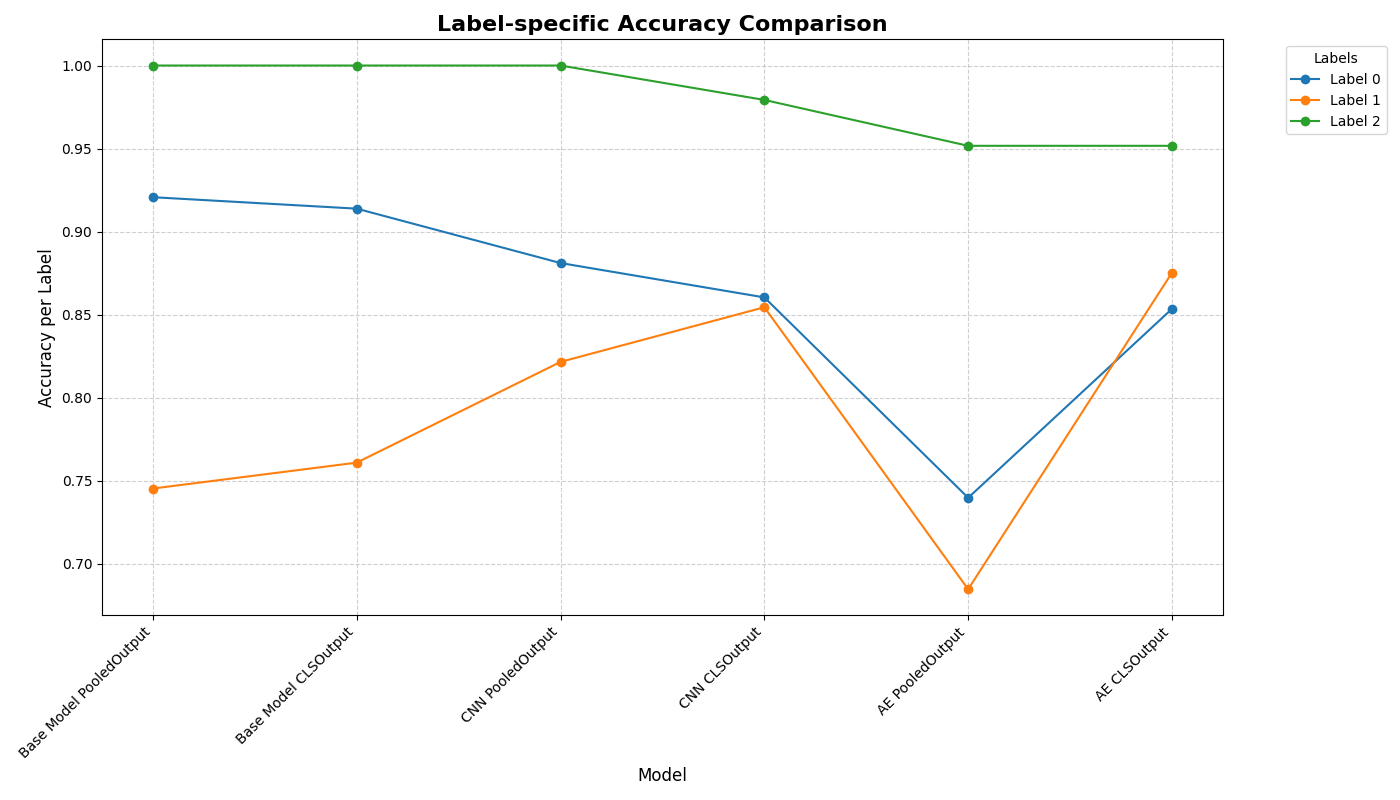 Label-specific Accuracy Comparison
Labels
Label 0
Label 1
Label 2
Accuracy per Label
1.00
0.95
0.90
0.85
0.80
0.75
0.70
Base Model PooledOutput
Base Model CLSOutput
CNN PooledOutput
CNN CLSOutput
AE PooledOutput
AE CLSOutput
Model